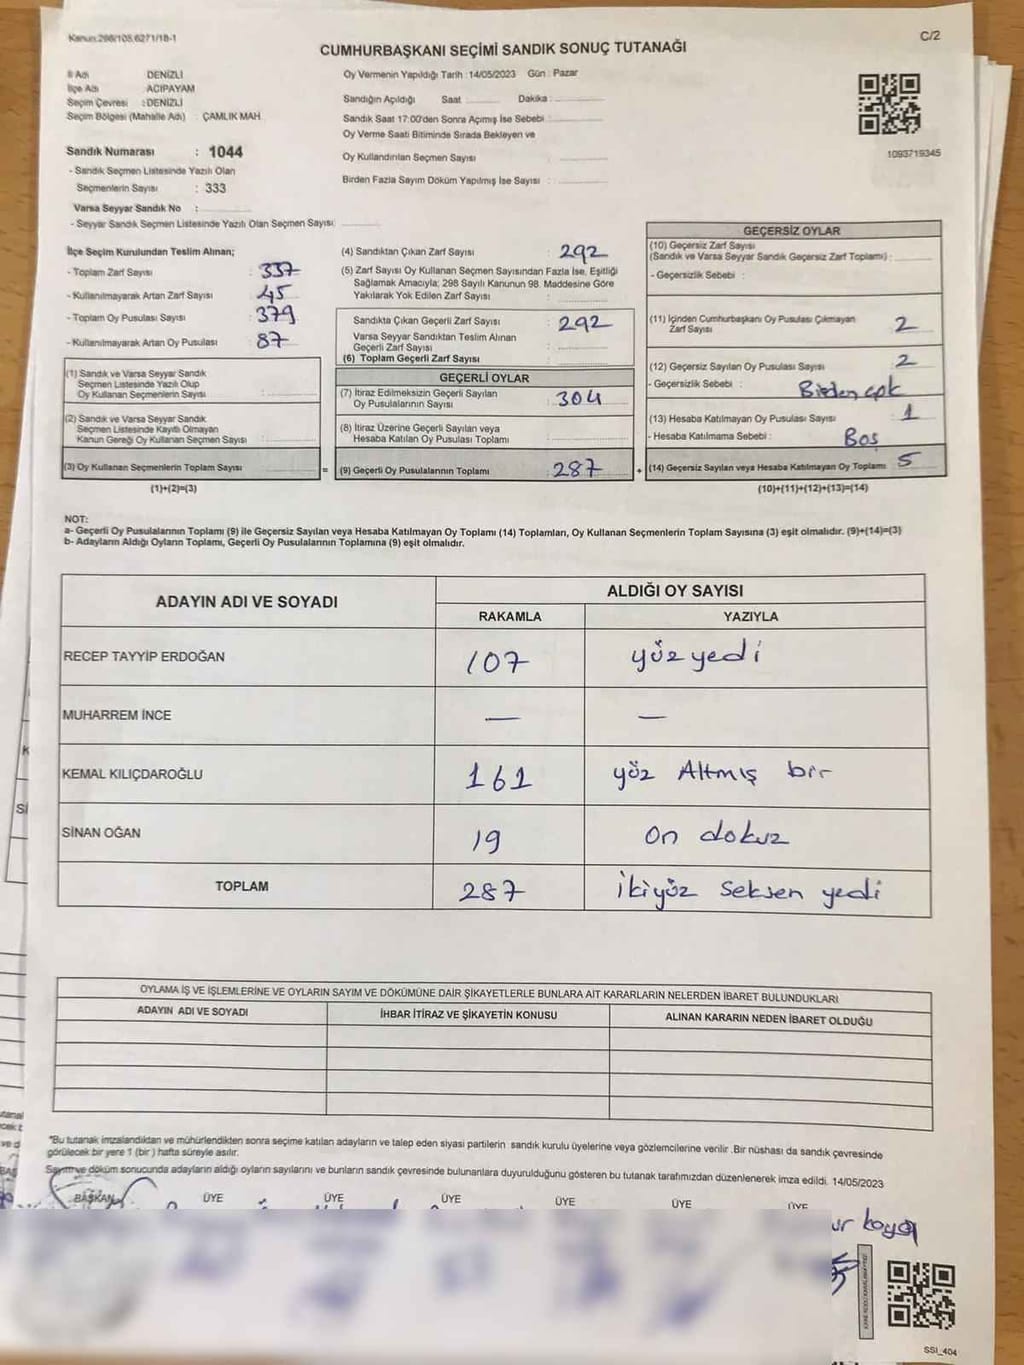 Kanun:298/105,6271/18-1
C/2
CUMHURBAŞKANI SEÇİMİ SANDIK SONUÇ TUTANAĞI
İl Adı DENİZLİ
İlçe Adı ACIPAYAM
Seçim Çevresi : DENİZLİ
Seçim Bölgesi (Mahalle Adı) : ÇAMLIK MAH.
Sandık Numarası : 1044
- Sandık Seçmen Listesinde Yazılı Olan
Seçmenlerin Sayısı : 333
Varsa Seyyar Sandık No :
- Seyyar Sandık Seçmen Listesinde Yazılı Olan Seçmen Sayısı:
Oy Vermenin Yapıldığı Tarih : 14/05/2023 Gün : Pazar
Sandığın Açıldığı Saat Dakika :
Sandık Saat 17:00'den Sonra Açmış İse Sebebi :
Oy Verme Saati Bitiminde Sırada Bekleyen ve
Oy Kullandırılan Seçmen Sayısı :
Birden Fazla Sayım Döküm Yapılmış İse Sayısı :
1093719345
İlçe Seçim Kurulundan Teslim Alınan;
- Toplam Zarf Sayısı : 337
- Kullanılmayarak Artan Zarf Sayısı : 45
- Toplam Oy Pusulası Sayısı : 379
- Kullanılmayarak Artan Oy Pusulası : 87
(1) Sandık ve Varsa Seyyar Sandık
Seçmen Listesinde Yazılı Olup
Oy Kullanan Seçmenlerin Sayısı :
(2) Sandık ve Varsa Seyyar Sandık
Seçmen Listesinde Kayıtlı Olmayan
Kanun Gereği Oy Kullanan Seçmen Sayısı :
(3) Oy Kullanan Seçmenlerin Toplam Sayısı =
(1)+(2)=(3)
(4) Sandıktan Çıkan Zarf Sayısı : 292
(5) Zarf Sayısı Oy Kullanan Seçmen Sayısından Fazla İse, Eşitliği
Sağlamak Amacıyla; 298 Sayılı Kanunun 98. Maddesine Göre
Yakılarak Yok Edilen Zarf Sayısı :
Sandıkta Çıkan Geçerli Zarf Sayısı : 292
Varsa Seyyar Sandıktan Teslim Alınan
Geçerli Zarf Sayısı :
(6) Toplam Geçerli Zarf Sayısı
GEÇERLİ OYLAR
(7) İtiraz Edilmeksizin Geçerli Sayılan
Oy Pusulalarının Sayısı : 304
(8) İtiraz Üzerine Geçerli Sayılan veya
Hesaba Katılan Oy Pusulası Toplamı :
(9) Geçerli Oy Pusulalarının Toplamı : 287 +
GEÇERSİZ OYLAR
(10) Geçersiz Zarf Sayısı
(Sandık ve Varsa Seyyar Sandık Geçersiz Zarf Toplamı) :
- Geçersizlik Sebebi :
(11) İçinden Cumhurbaşkanı Oy Pusulası Çıkmayan
Zarf Sayısı : 2
(12) Geçersiz Sayılan Oy Pusulası Sayısı : 2
- Geçersizlik Sebebi : Birden çok
(13) Hesaba Katılmayan Oy Pusulası Sayısı : 1
- Hesaba Katılmama Sebebi : Boş
(14) Geçersiz Sayılan veya Hesaba Katılmayan Oy Toplamı : 5
(10)+(11)+(12)+(13)=(14)
NOT:
a- Geçerli Oy Pusulalarının Toplamı (9) ile Geçersiz Sayılan veya Hesaba Katılmayan Oy Toplamı (14) Toplamları, Oy Kullanan Seçmenlerin Toplam Sayısına (3) eşit olmalıdır. (9)+(14)=(3)
b- Adayların Aldığı Oyların Toplamı, Geçerli Oy Pusulalarının Toplamına (9) eşit olmalıdır.
ADAYIN ADI VE SOYADI ALDIĞI OY SAYISI
RAKAMLA YAZIYLA
RECEP TAYYİP ERDOĞAN 107 yüz yedi
MUHARREM İNCE — —
KEMAL KILIÇDAROĞLU 161 yüz Altmış bir
SİNAN OĞAN 19 on dokuz
TOPLAM 287 ikiyüz seksen yedi
OYLAMA İŞ VE İŞLEMLERİNE VE OYLARIN SAYIM VE DÖKÜMÜNE DAİR ŞİKAYETLERLE BUNLARA AİT KARARLARIN NELERDEN İBARET BULUNDUKLARI
ADAYIN ADI VE SOYADI İHBAR İTİRAZ VE ŞİKAYETİN KONUSU ALINAN KARARIN NEDEN İBARET OLDUĞU
*Bu tutanak imzalandıktan ve mühürlendikten sonra seçime katılan adayların ve talep eden siyasi partilerin sandık kurulu üyelerine veya gözlemcilerine verilir. Bir nüshası da sandık çevresinde
görülecek bir yere 1 (bir) hafta süreyle asılır.
Sayım ve döküm sonucunda adayların aldığı oyların sayılarını ve bunların sandık çevresinde bulunanlara duyurulduğunu gösteren bu tutanak tarafımızdan düzenlenerek imza edildi. 14/05/2023
BAŞKAN ÜYE ÜYE ÜYE ÜYE ÜYE ÜYE
SSI_404